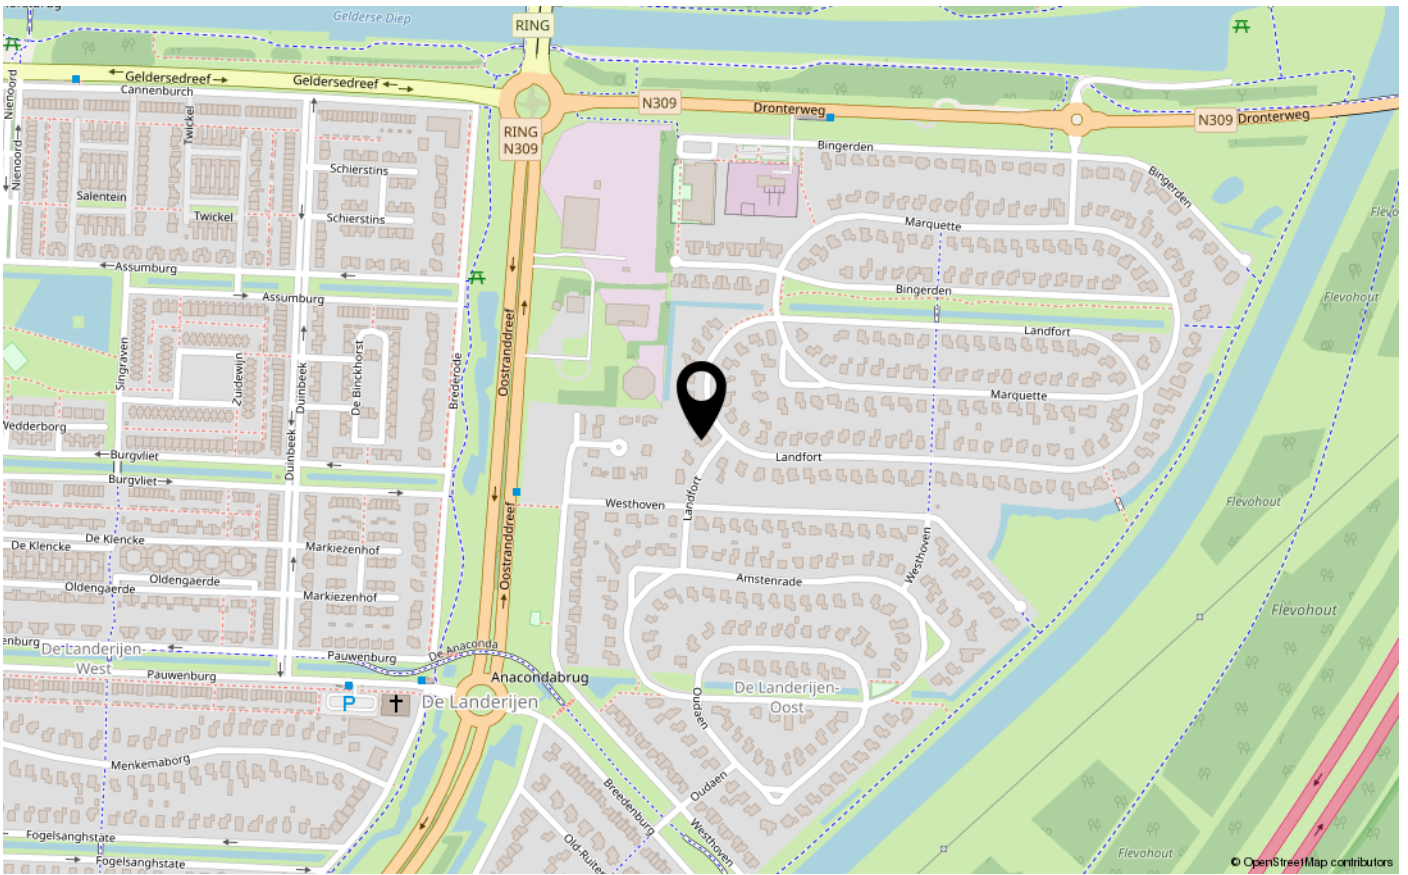 Gelderse Diep
RING
Geldersedreef
Geldersedreef
Cannenburch
N309
Dronterweg
N309
Dronterweg
Nienoord
Nienoord
Twickel
RING
N309
Bingerden
Bingerden
Schierstins
Salentein
Twickel
Schierstins
Marquette
Assumburg
Assumburg
Bingerden
Flevohout
Landfort
Oostranddreef
Singraven
Zuidewijn
Duinbeek
De Binckhorst
Brederode
Marquette
Wedderborg
Duinbeek
Burgvliet
Landfort
Burgvliet
Landfort
Westhoven
Flevohout
De Klencke
De Klencke
Markiezenhof
Oostranddreef
Westhoven
Oldengaerde
Oldengaerde
Amstenrade
Markiezenhof
Flevohout
De Landerijen-
West
Pauwenburg
De Anaconda
Pauwenburg
Anacondabrug
P
De Landerijen
Oudaen
De Landerijen-
Oost
Menkemaborg
Breedenburg
Oudaen
Westhoven
Fogelsanghstate
Fogelsanghstate
Flevohout
© OpenStreetMap contributors